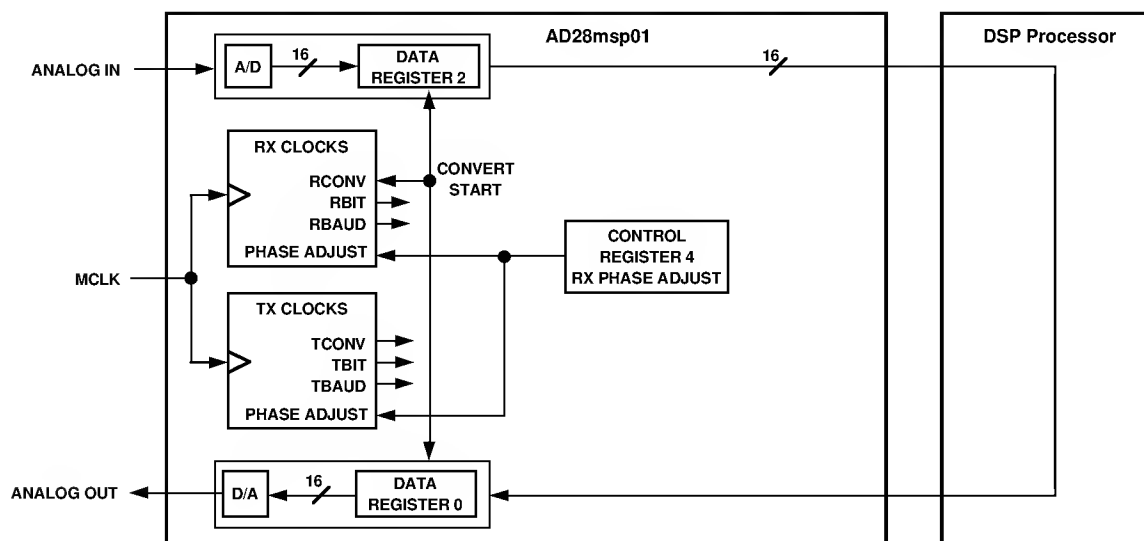 AD28msp01
DSP Processor
ANALOG IN
A/D
16
DATA
REGISTER 2
16
RX CLOCKS
RCONV
RBIT
RBAUD
PHASE ADJUST
CONVERT
START
CONTROL
REGISTER 4
RX PHASE ADJUST
MCLK
TX CLOCKS
TCONV
TBIT
TBAUD
PHASE ADJUST
ANALOG OUT
D/A
16
DATA
REGISTER 0